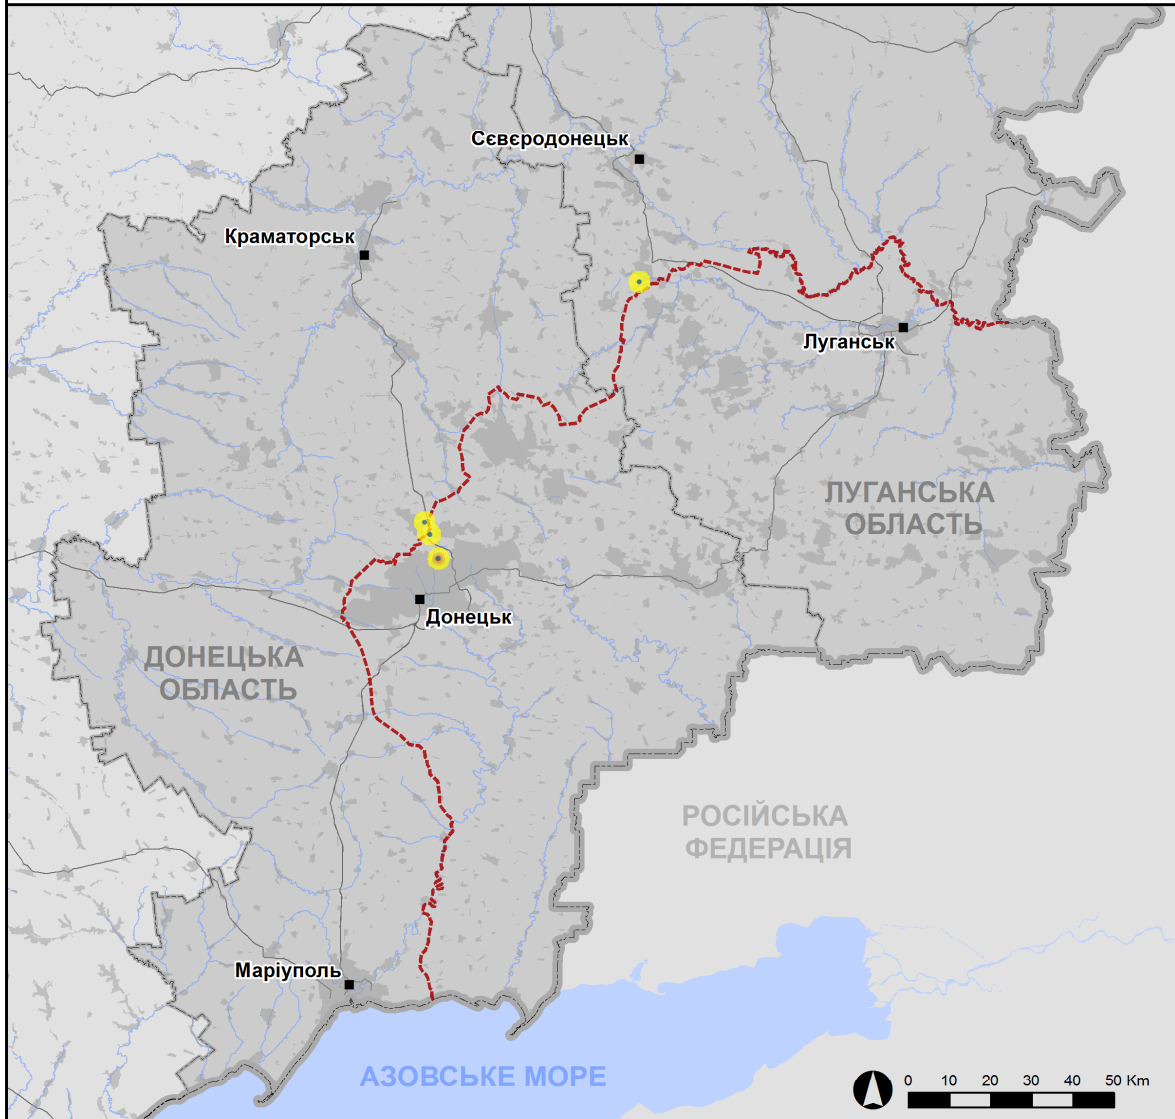 Сєвєродонецьк
Краматорськ
Луганськ
ЛУГАНСЬКА
ОБЛАСТЬ
Донецьк
ДОНЕЦЬКА
ОБЛАСТЬ
РОСІЙСЬКА
ФЕДЕРАЦІЯ
Маріуполь
АЗОВСЬКЕ МОРЕ
0 10 20 30 40 50 Km